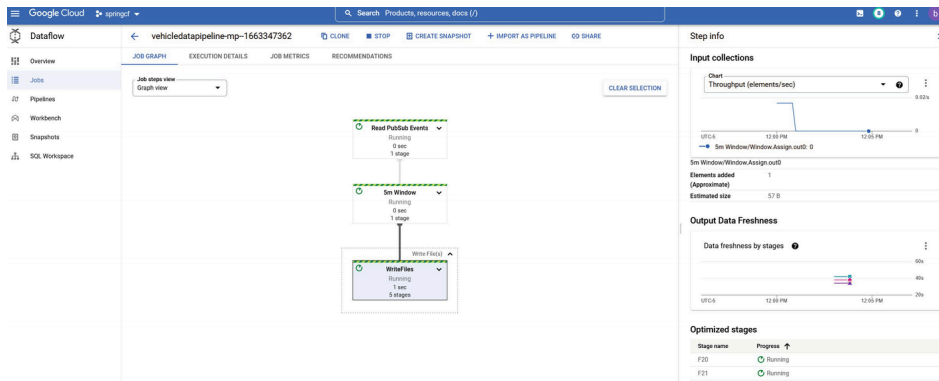 Google Cloud
springcf
Search Products, resources, docs (/)
Dataflow
Overview
Jobs
Pipelines
Workbench
Snapshots
SQL Workspace
vehicledatapipeline-mp--1663347362
CLONE
STOP
CREATE SNAPSHOT
IMPORT AS PIPELINE
SHARE
JOB GRAPH
EXECUTION DETAILS
JOB METRICS
RECOMMENDATIONS
Job steps view
Graph view
CLEAR SELECTION
Read PubSub Events
Running
0 sec
1 stage
5m Window
Running
0 sec
1 stage
Write File(s)
WriteFiles
Running
1 sec
5 stages
Step info
Input collections
Chart
Throughput (elements/sec)
0.02/s
0
UTC-6 12:00 PM 12:05 PM
5m Window/Window.Assign.out0: 0
5m Window/Window.Assign.out0
Elements added 1
(Approximate)
Estimated size 57 B
Output Data Freshness
Data freshness by stages
60s
40s
20s
UTC-6 12:00 PM 12:05 PM
Optimized stages
Stage name Progress
F20 Running
F21 Running